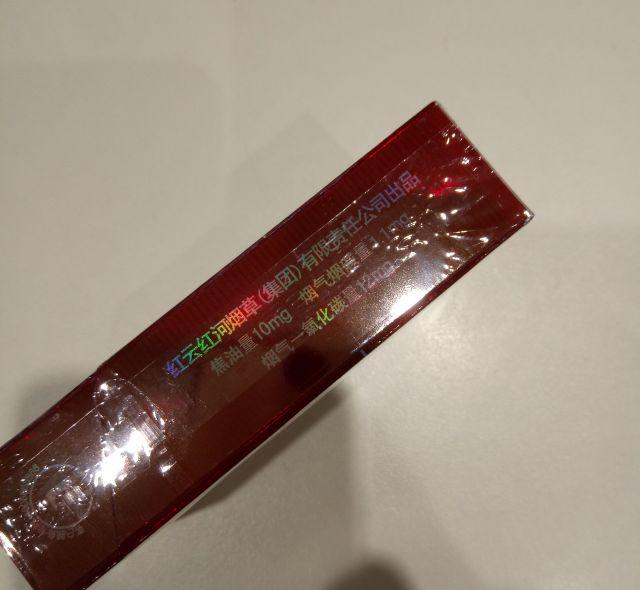 红云红河烟草(集团)有限责任公司出品
焦油量10mg 烟气烟碱量1.1mg
烟气一氧化碳量12mg